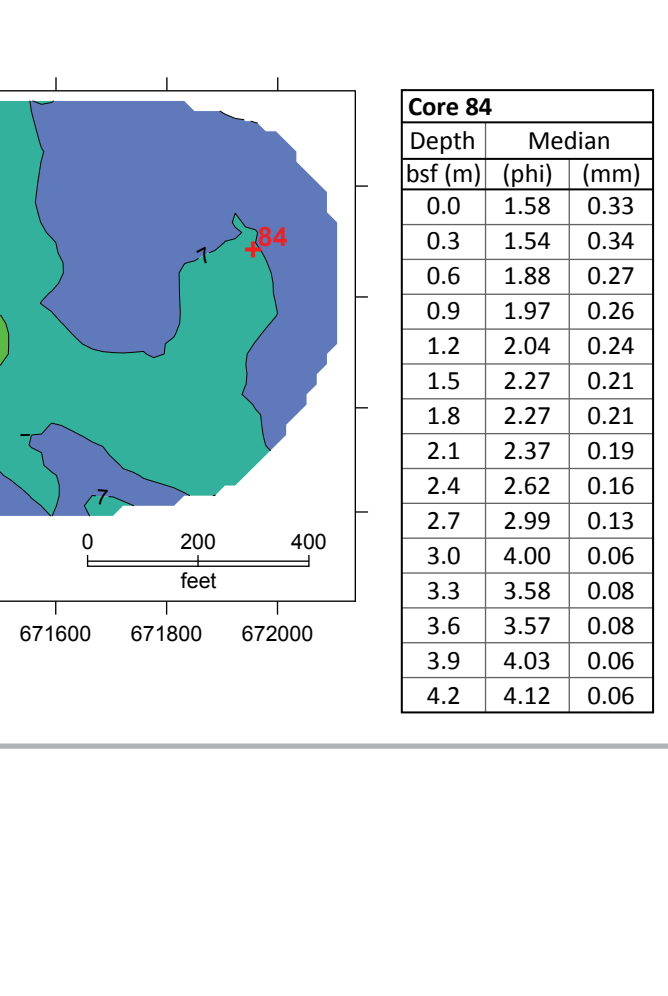 84
7
7
0 200 400
feet
671600 671800 672000
Core 84
Depth Median
bsf (m) (phi) (mm)
0.0 1.58 0.33
0.3 1.54 0.34
0.6 1.88 0.27
0.9 1.97 0.26
1.2 2.04 0.24
1.5 2.27 0.21
1.8 2.27 0.21
2.1 2.37 0.19
2.4 2.62 0.16
2.7 2.99 0.13
3.0 4.00 0.06
3.3 3.58 0.08
3.6 3.57 0.08
3.9 4.03 0.06
4.2 4.12 0.06